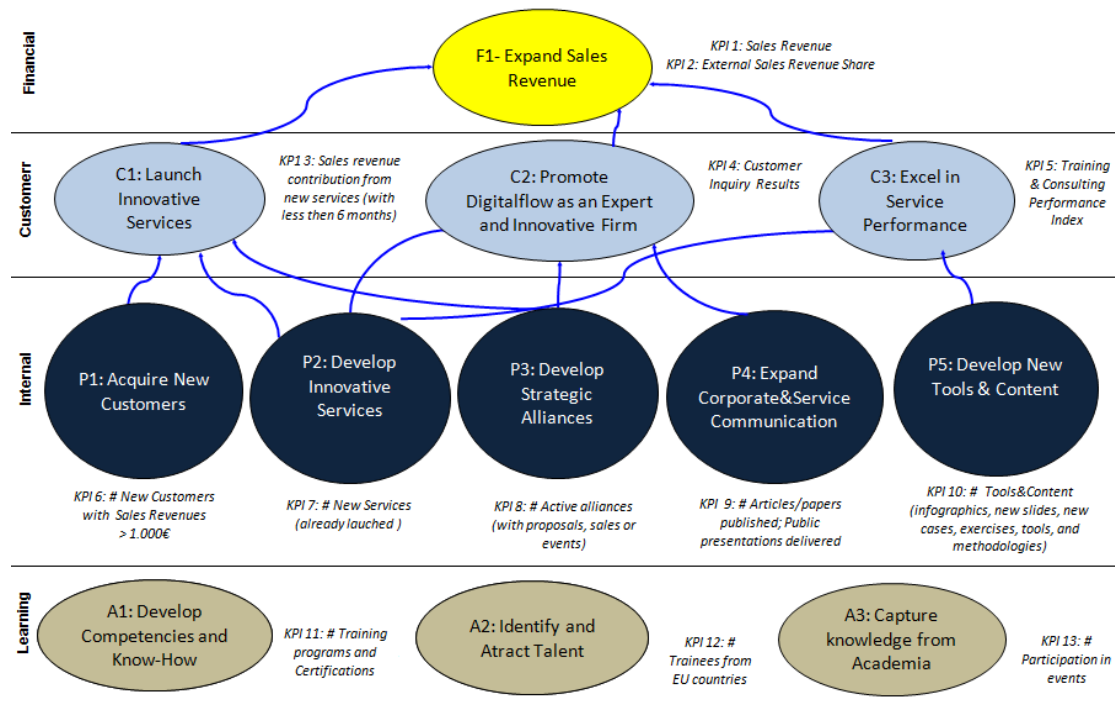 Financial
F1- Expand Sales
Revenue
KPI 1: Sales Revenue
KPI 2: External Sales Revenue Share
Customerr
C1: Launch
Innovative
Services
KP1 3: Sales revenue
contribution from
new services (with
less then 6 months)
C2: Promote
Digitalflow as an Expert
and Innovative Firm
KPI 4: Customer
Inquiry Results
C3: Excel in
Service
Performance
KPI 5: Training
& Consulting
Performance
Index
Internal
P1: Acquire New
Customers
P2: Develop
Innovative
Services
P3: Develop
Strategic
Alliances
P4: Expand
Corporate&Service
Communication
P5: Develop New
Tools & Content
KPI 6: # New Customers
with Sales Revenues
> 1.000€
KPI 7: # New Services
(already lauched )
KPI 8: # Active alliances
(with proposals, sales or
events)
KPI 9: # Articles/papers
published; Public
presentations delivered
KPI 10: # Tools&Content
(infographics, new slides, new
cases, exercises, tools, and
methodologies)
Learning
A1: Develop
Competencies and
Know-How
KPI 11: # Training
programs and
Certifications
A2: Identify and
Atract Talent
KPI 12: #
Trainees from
EU countries
A3: Capture
knowledge from
Academia
KPI 13: #
Participation in
events